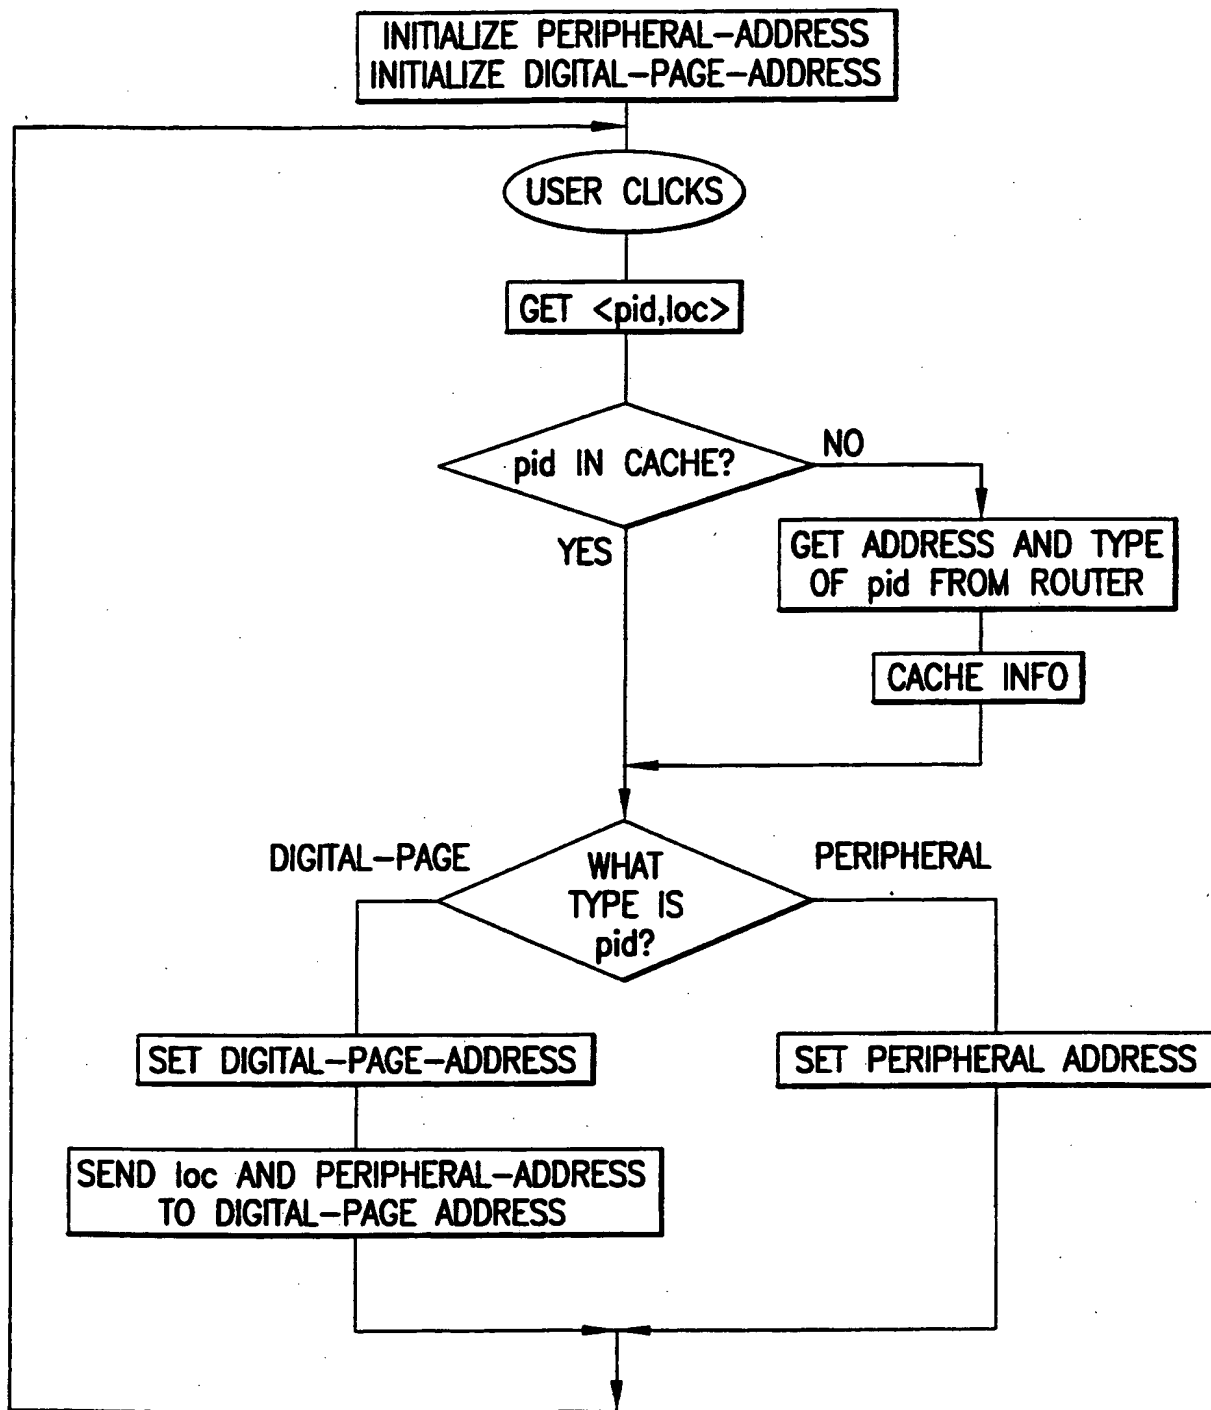 INITIALIZE PERIPHERAL-ADDRESS
INITIALIZE DIGITAL-PAGE-ADDRESS
USER CLICKS
GET <pid,loc>
pid IN CACHE?
NO
YES
GET ADDRESS AND TYPE
OF pid FROM ROUTER
CACHE INFO
DIGITAL-PAGE
WHAT
TYPE IS
pid?
PERIPHERAL
SET DIGITAL-PAGE-ADDRESS
SET PERIPHERAL ADDRESS
SEND loc AND PERIPHERAL-ADDRESS
TO DIGITAL-PAGE ADDRESS